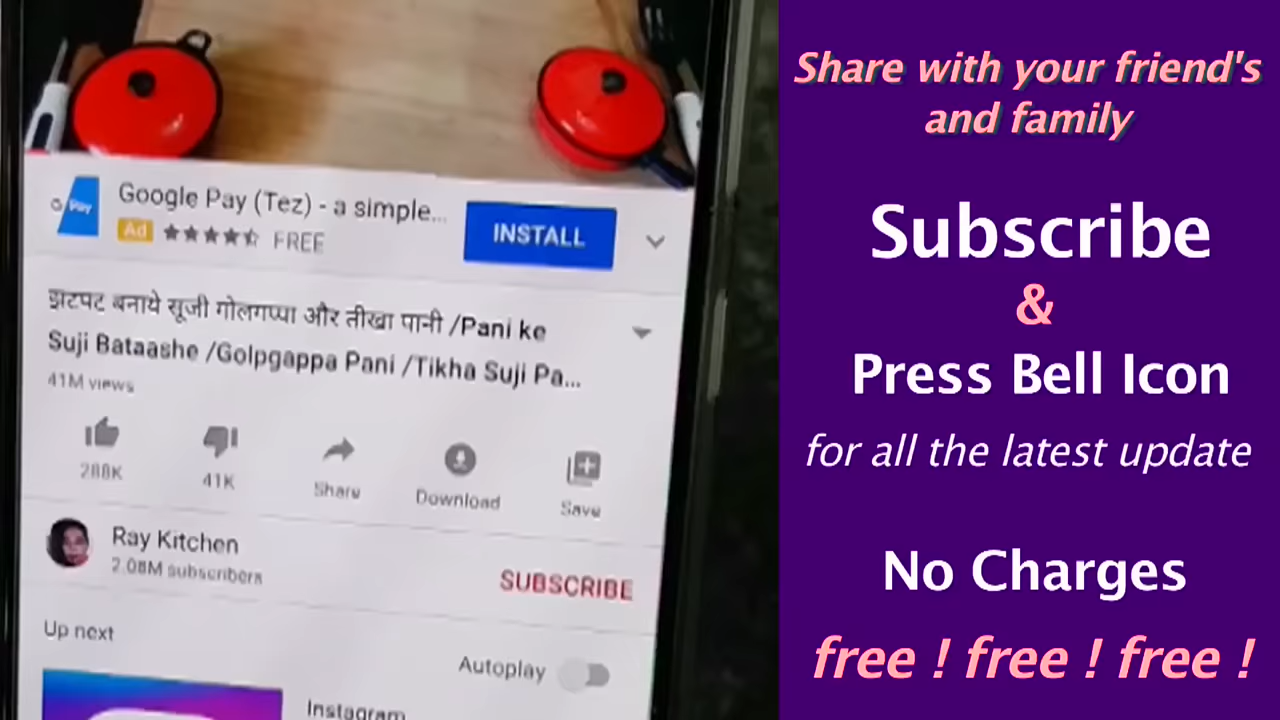 G Pay
Google Pay (Tez) - a simple...
Ad FREE
INSTALL
झटपट बनाये सूजी गोलगप्पा और तीखा पानी /Pani ke
Suji Bataashe /Golpgappa Pani /Tikha Suji Pa...
41M views
288K
41K
Share
Download
Save
Ray Kitchen
2.08M subscribers
SUBSCRIBE
Up next
Autoplay
Instagram
Share with your friend's
and family
Subscribe
&
Press Bell Icon
for all the latest update
No Charges
free ! free ! free !